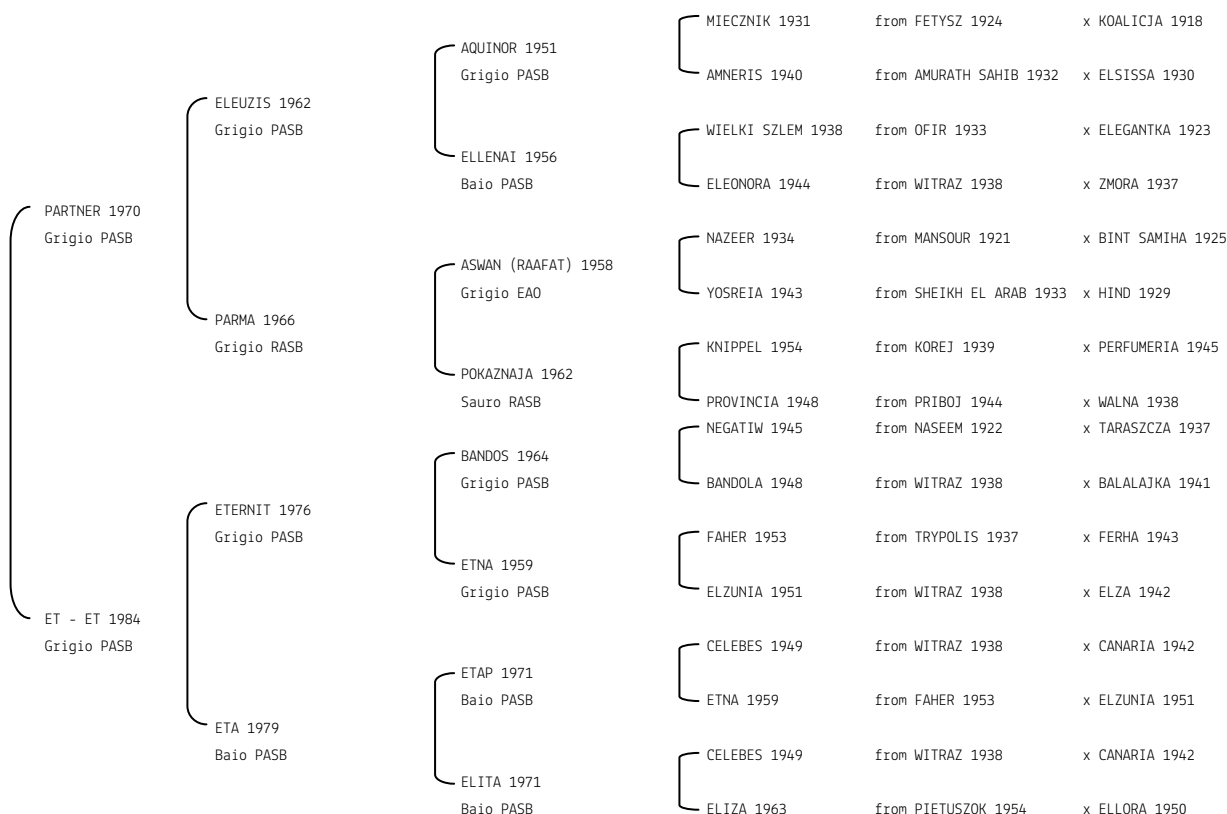 MIECZNIK 1931 from FETYSZ 1924 x KOALICJA 1918
AQUINOR 1951
Grigio PASB AMNERIS 1940 from AMURATH SAHIB 1932 x ELSISSA 1930
ELEUZIS 1962
Grigio PASB WIELKI SZLEM 1938 from OFIR 1933 x ELEGANTKA 1923
ELLENAI 1956
Baio PASB ELEONORA 1944 from WITRAZ 1938 x ZMORA 1937
PARTNER 1970
Grigio PASB NAZEER 1934 from MANSOUR 1921 x BINT SAMIHA 1925
ASWAN (RAAFAT) 1958
Grigio EAO YOSREIA 1943 from SHEIKH EL ARAB 1933 x HIND 1929
PARMA 1966
Grigio RASB KNIPPEL 1954 from KOREJ 1939 x PERFUMERIA 1945
POKAZNAJA 1962
Sauro RASB PROVINCIA 1948 from PRIBOJ 1944 x WALNA 1938
NEGATIW 1945 from NASEEM 1922 x TARASZCZA 1937
BANDOS 1964
Grigio PASB BANDOLA 1948 from WITRAZ 1938 x BALALAJKA 1941
ETERNIT 1976
Grigio PASB FAHER 1953 from TRYPOLIS 1937 x FERHA 1943
ETNA 1959
Grigio PASB ELZUNIA 1951 from WITRAZ 1938 x ELZA 1942
ET - ET 1984
Grigio PASB CELEBES 1949 from WITRAZ 1938 x CANARIA 1942
ETAP 1971
Baio PASB ETNA 1959 from FAHER 1953 x ELZUNIA 1951
ETA 1979
Baio PASB CELEBES 1949 from WITRAZ 1938 x CANARIA 1942
ELITA 1971
Baio PASB ELIZA 1963 from PIETUSZOK 1954 x ELLORA 1950